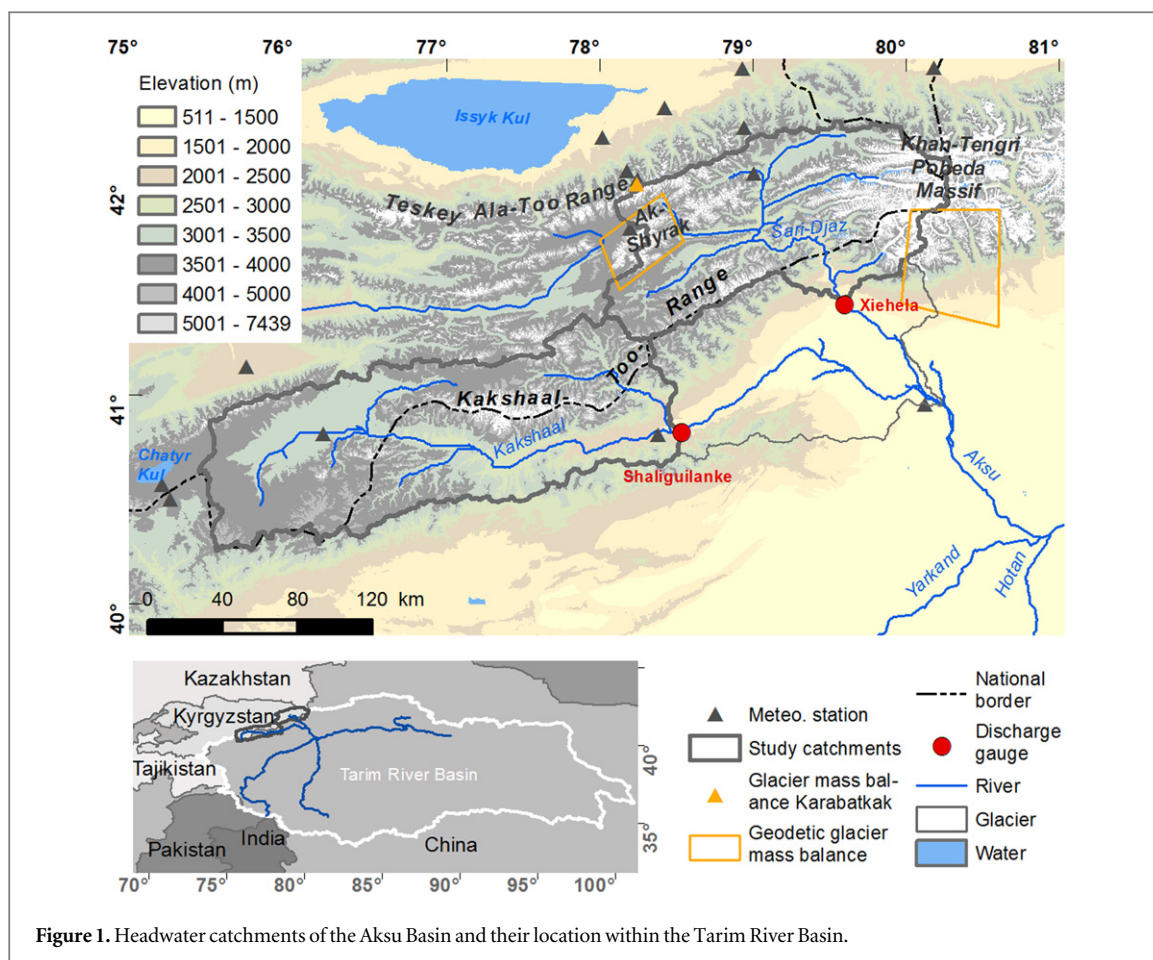 75°
76°
77°
78°
79°
80°
81°
Elevation (m)
511 - 1500
1501 - 2000
2001 - 2500
2501 - 3000
3001 - 3500
3501 - 4000
4001 - 5000
5001 - 7439
42°
41°
40°
Issyk Kul
Khan-Tengri
Pobeda
Massif
Teskey Ala-Too Range
Ak-
Shyrak
Sari-Djaz
Range
Xiehela
Too-
Kakshaal-
Kakshaal
Chatyr
Kul
Shaliguilanke
Aksu
Yarkand
Hotan
0 40 80 120 km
Kazakhstan
Kyrgyzstan
Tajikistan
Tarim River Basin
India
Pakistan
China
40°
35°
70° 75° 80° 85° 90° 95° 100°
Meteo. station
Study catchments
Glacier mass bal-
ance Karabatkak
Geodetic glacier
mass balance
National
border
Discharge
gauge
River
Glacier
Water
Figure 1. Headwater catchments of the Aksu Basin and their location within the Tarim River Basin.